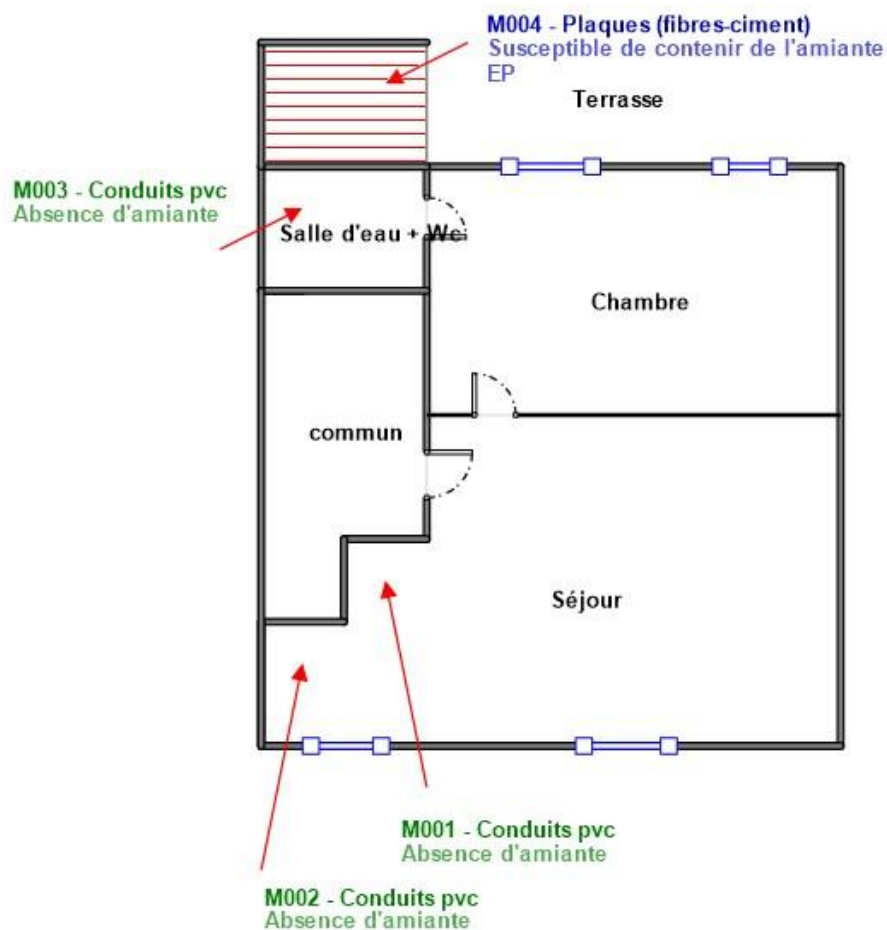 M004 - Plaques (fibres-ciment)
Susceptible de contenir de l'amiante
EP
Terrasse
M003 - Conduits pvc
Absence d'amiante
Salle d'eau + Wc
Chambre
commun
Séjour
M001 - Conduits pvc
Absence d'amiante
M002 - Conduits pvc
Absence d'amiante